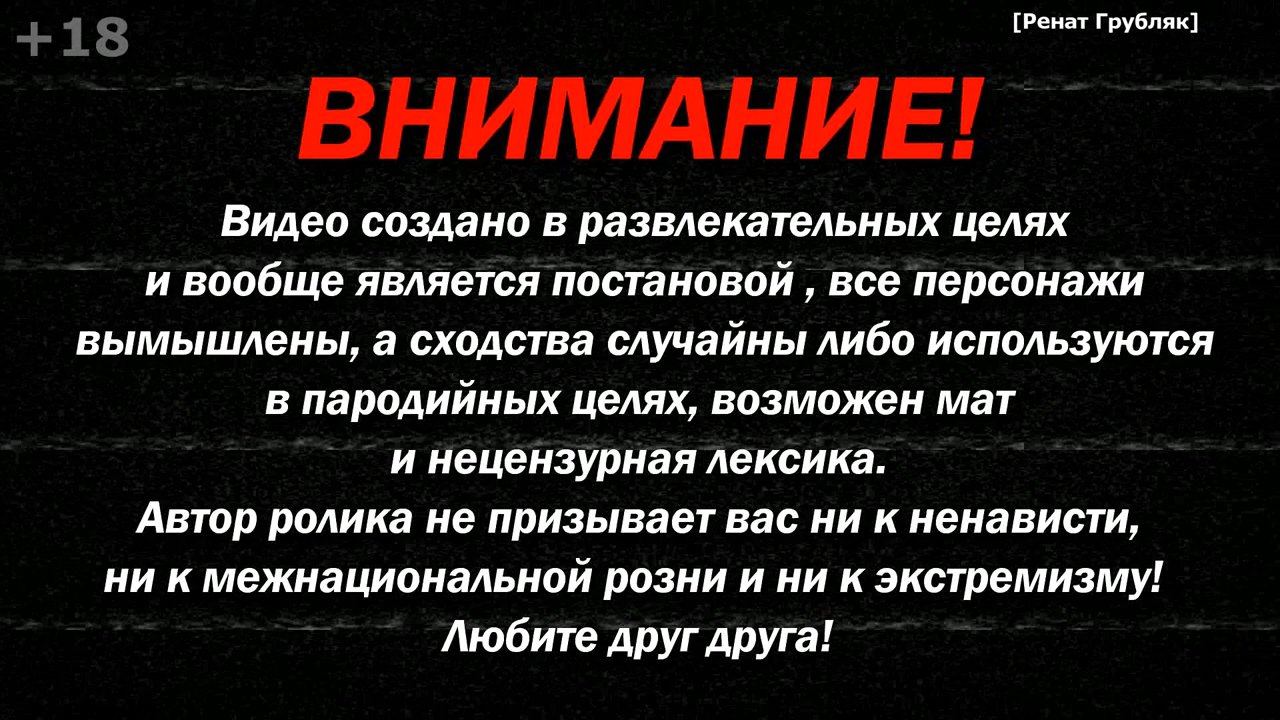 +18
[Ренат Грубляк]
ВНИМАНИЕ!
Видео создано в развлекательных целях
и вообще является постановой , все персонажи
вымышлены, а сходства случайны либо используются
в пародийных целях, возможен мат
и нецензурная лексика.
Автор ролика не призывает вас ни к ненависти,
ни к межнациональной розни и ни к экстремизму!
Любите друг друга!